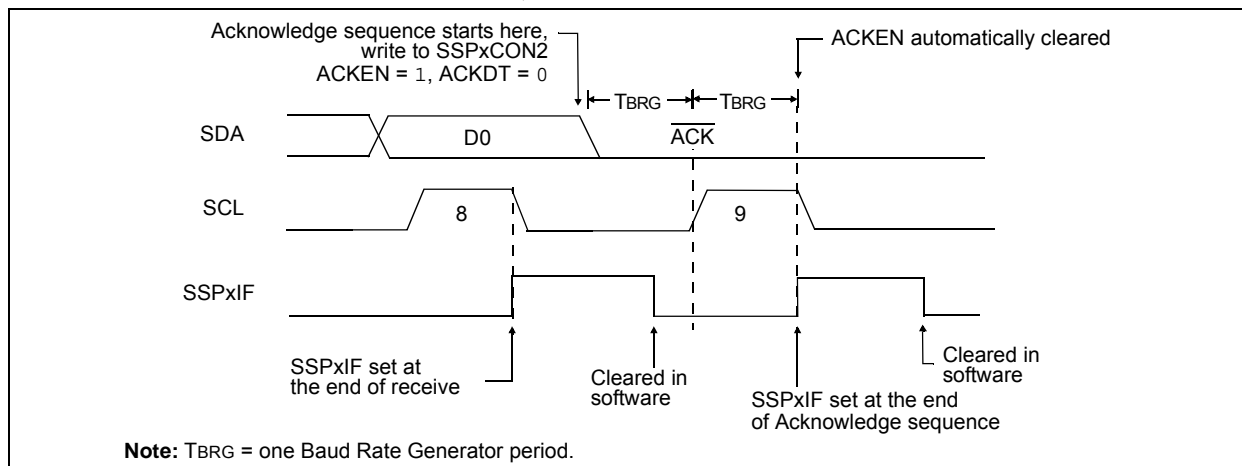 Acknowledge sequence starts here,
write to SSPxCON2
ACKEN = 1, ACKDT = 0
ACKEN automatically cleared
TBRG
TBRG
SDA
D0
ACK
SCL
8
9
SSPxIF
SSPxIF set at
the end of receive
Cleared in
software
SSPxIF set at the end
of Acknowledge sequence
Cleared in
software
Note: TBRG = one Baud Rate Generator period.